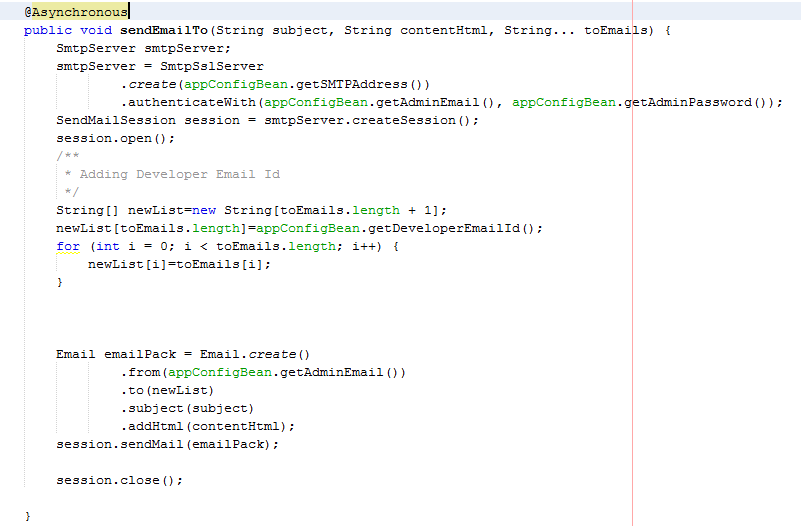 @Asynchronous
public void sendEmailTo(String subject, String contentHtml, String... toEmails) {
    SmtpServer smtpServer;
    smtpServer = SmtpSslServer
            .create(appConfigBean.getSMTPAddress())
            .authenticateWith(appConfigBean.getAdminEmail(), appConfigBean.getAdminPassword());
    SendMailSession session = smtpServer.createSession();
    session.open();
    /**
     * Adding Developer Email Id
     */
    String[] newList=new String[toEmails.length + 1];
    newList[toEmails.length]=appConfigBean.getDeveloperEmailId();
    for (int i = 0; i < toEmails.length; i++) {
        newList[i]=toEmails[i];
    }
    Email emailPack = Email.create()
            .from(appConfigBean.getAdminEmail())
            .to(newList)
            .subject(subject)
            .addHtml(contentHtml);
    session.sendMail(emailPack);
    session.close();
}